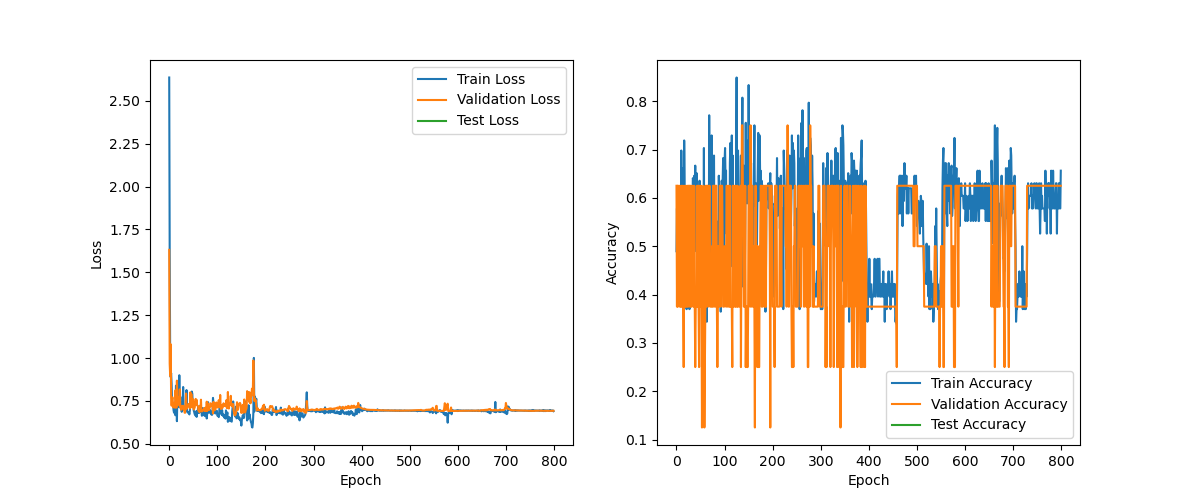 Train Loss
Validation Loss
Test Loss
2.50
2.25
2.00
1.75
1.50
1.25
1.00
0.75
0.50
Loss
0 100 200 300 400 500 600 700 800
Epoch
0.8
0.7
0.6
0.5
0.4
0.3
0.2
0.1
Accuracy
Train Accuracy
Validation Accuracy
Test Accuracy
0 100 200 300 400 500 600 700 800
Epoch